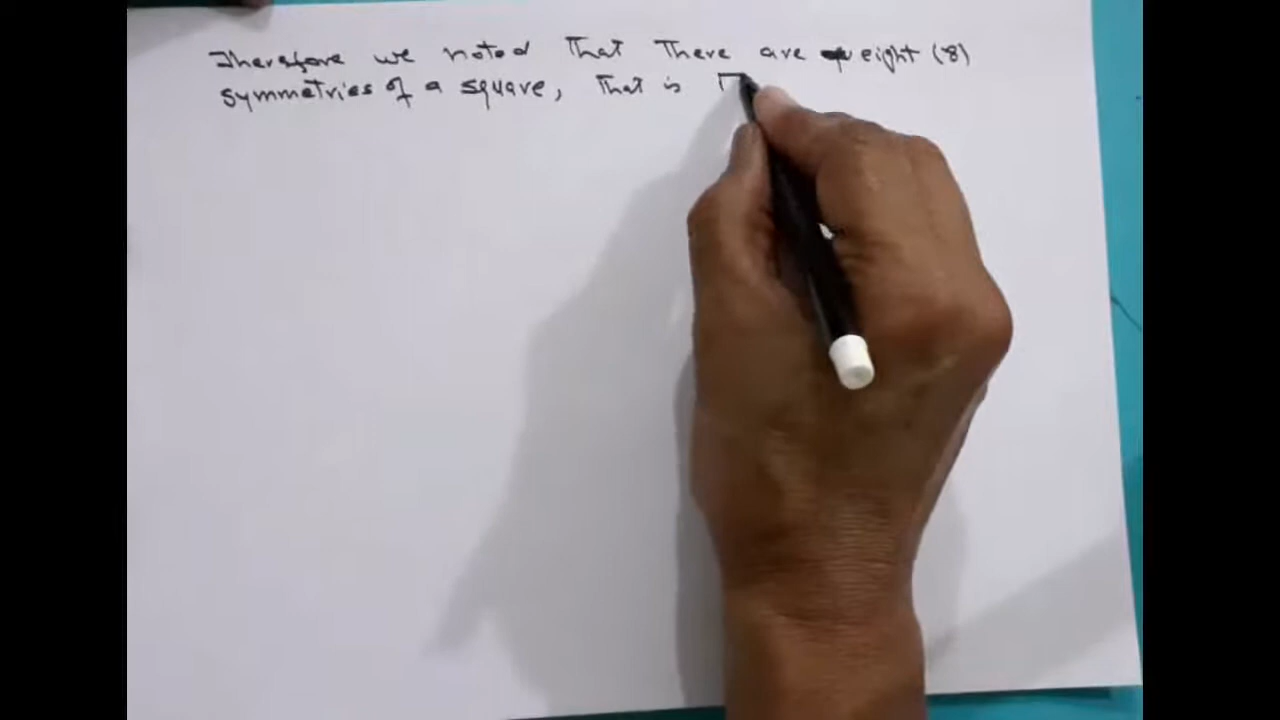 Therefore we noted that there are eight (8)
symmetries of a square, that is